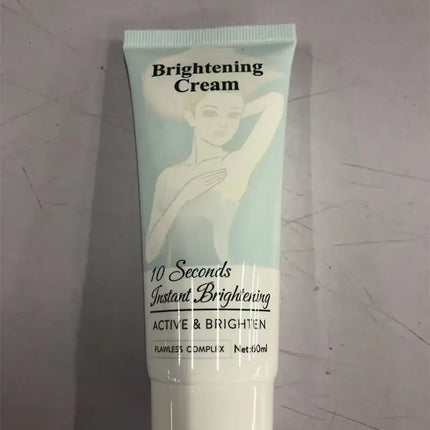 Brightening
Cream
10 Seconds
Instant Brightening
ACTIVE & BRIGHTEN
FLAWLESS COMPLEX Net:60ml